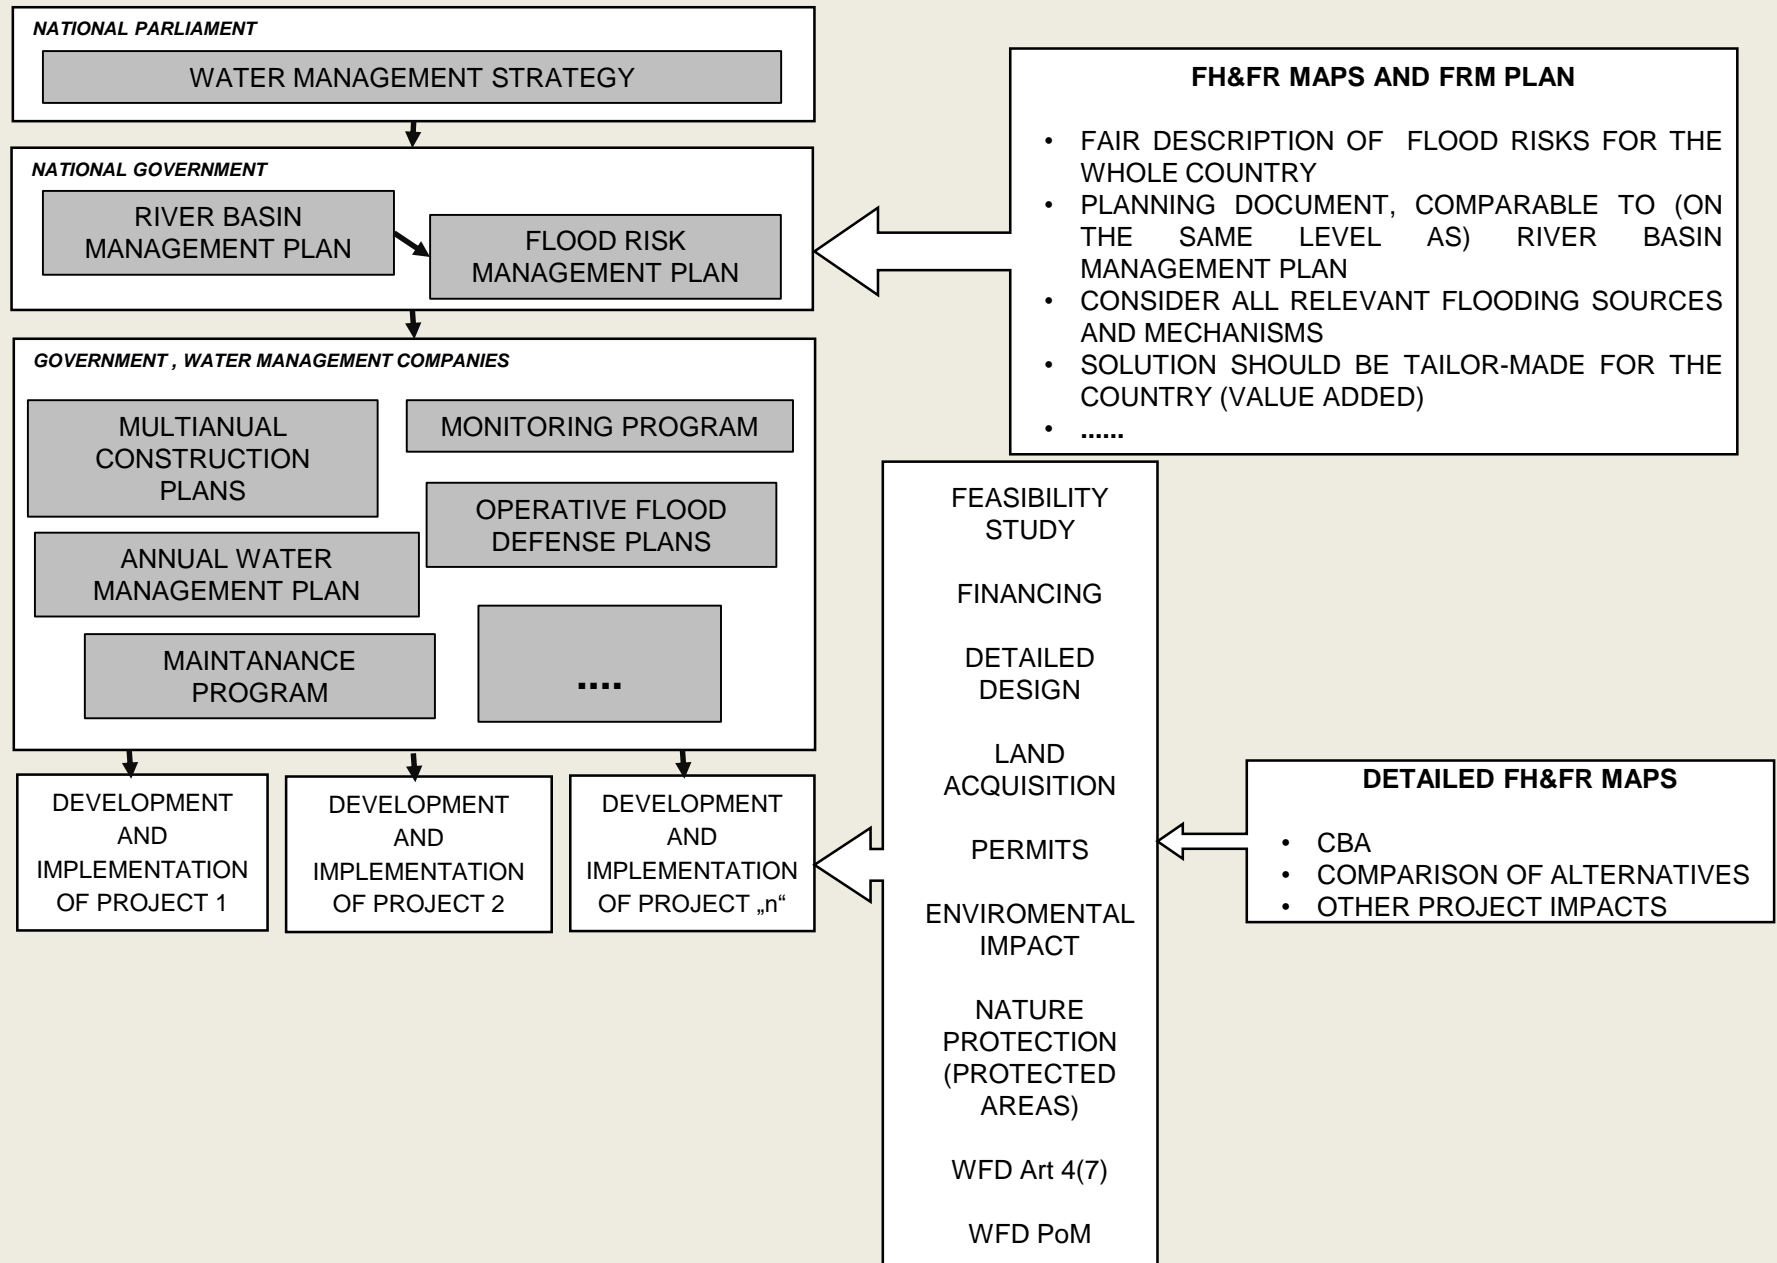 NATIONAL PARLIAMENT
WATER MANAGEMENT STRATEGY
NATIONAL GOVERNMENT
RIVER BASIN
MANAGEMENT PLAN
FLOOD RISK
MANAGEMENT PLAN
GOVERNMENT , WATER MANAGEMENT COMPANIES
MULTIANUAL
CONSTRUCTION
PLANS
MONITORING PROGRAM
OPERATIVE FLOOD
DEFENSE PLANS
ANNUAL WATER
MANAGEMENT PLAN
MAINTANANCE
PROGRAM
....
DEVELOPMENT
AND
IMPLEMENTATION
OF PROJECT 1
DEVELOPMENT
AND
IMPLEMENTATION
OF PROJECT 2
DEVELOPMENT
AND
IMPLEMENTATION
OF PROJECT „n“
FH&FR MAPS AND FRM PLAN
• FAIR DESCRIPTION OF FLOOD RISKS FOR THE
WHOLE COUNTRY
• PLANNING DOCUMENT, COMPARABLE TO (ON
THE SAME LEVEL AS) RIVER BASIN
MANAGEMENT PLAN
• CONSIDER ALL RELEVANT FLOODING SOURCES
AND MECHANISMS
• SOLUTION SHOULD BE TAILOR-MADE FOR THE
COUNTRY (VALUE ADDED)
• ......
FEASIBILITY
STUDY
FINANCING
DETAILED
DESIGN
LAND
ACQUISITION
PERMITS
ENVIROMENTAL
IMPACT
NATURE
PROTECTION
(PROTECTED
AREAS)
WFD Art 4(7)
WFD PoM
DETAILED FH&FR MAPS
• CBA
• COMPARISON OF ALTERNATIVES
• OTHER PROJECT IMPACTS